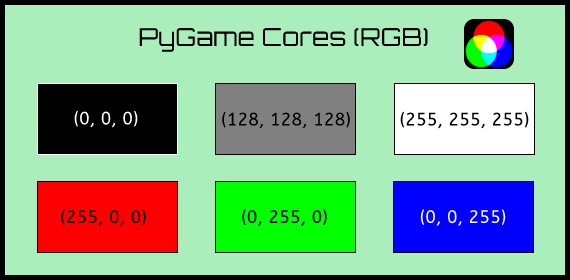 PyGame Cores (RGB)
(0, 0, 0)
(128, 128, 128)
(255, 255, 255)
(255, 0, 0)
(0, 255, 0)
(0, 0, 255)